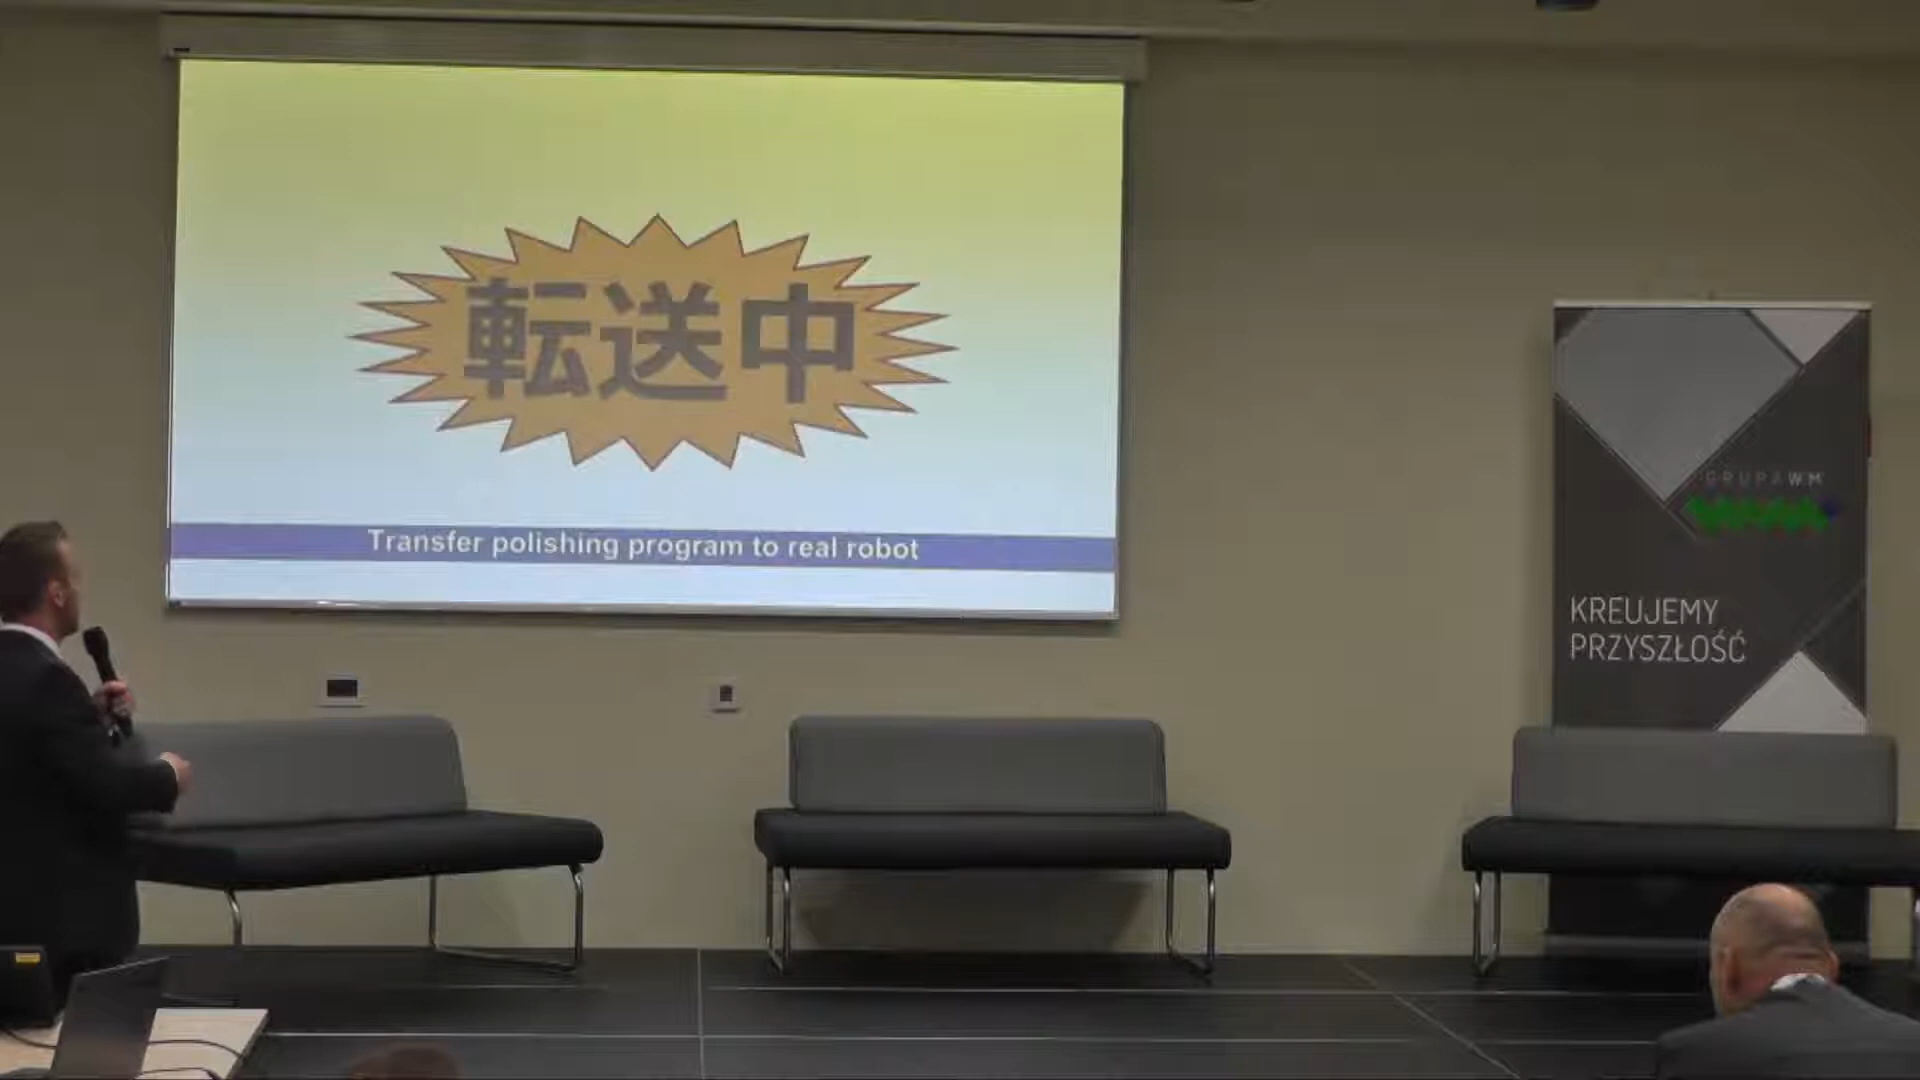 転送中
Transfer polishing program to real robot
GRUPA WM
KREUJEMY
PRZYSZŁOŚĆ